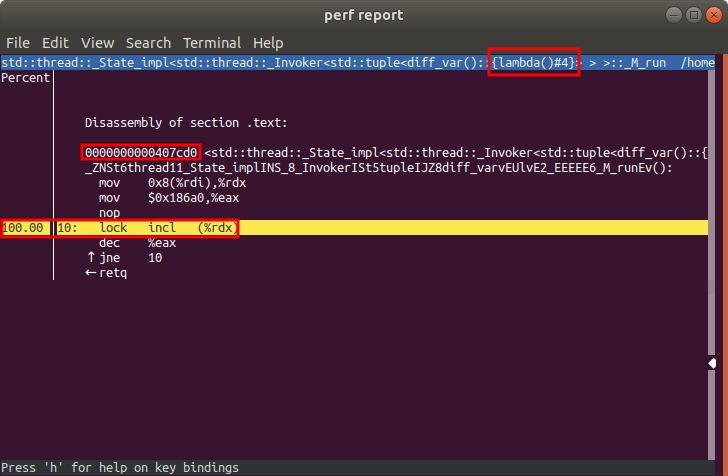 perf report
File Edit View Search Terminal Help
std::thread::_State_impl<std::thread::_Invoker<std::tuple<diff_var()::{lambda()#4}> > >::_M_run /home
Percent
Disassembly of section .text:
0000000000407cd0 <std::thread::_State_impl<std::thread::_Invoker<std::tuple<diff_var()::{
_ZNSt6thread11_State_implINS_8_InvokerISt5tupleIJZ8diff_varvEUlvE2_EEEEE6_M_runEv():
mov 0x8(%rdi),%rdx
mov $0x186a0,%eax
nop
100.00 10: lock incl (%rdx)
dec %eax
↑ jne 10
← retq
Press 'h' for help on key bindings